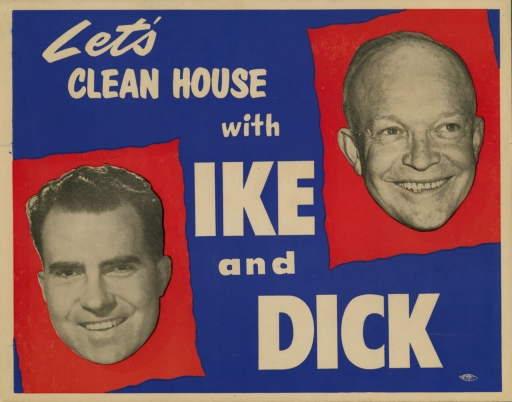 Let's
CLEAN HOUSE
with
IKE
and
DICK